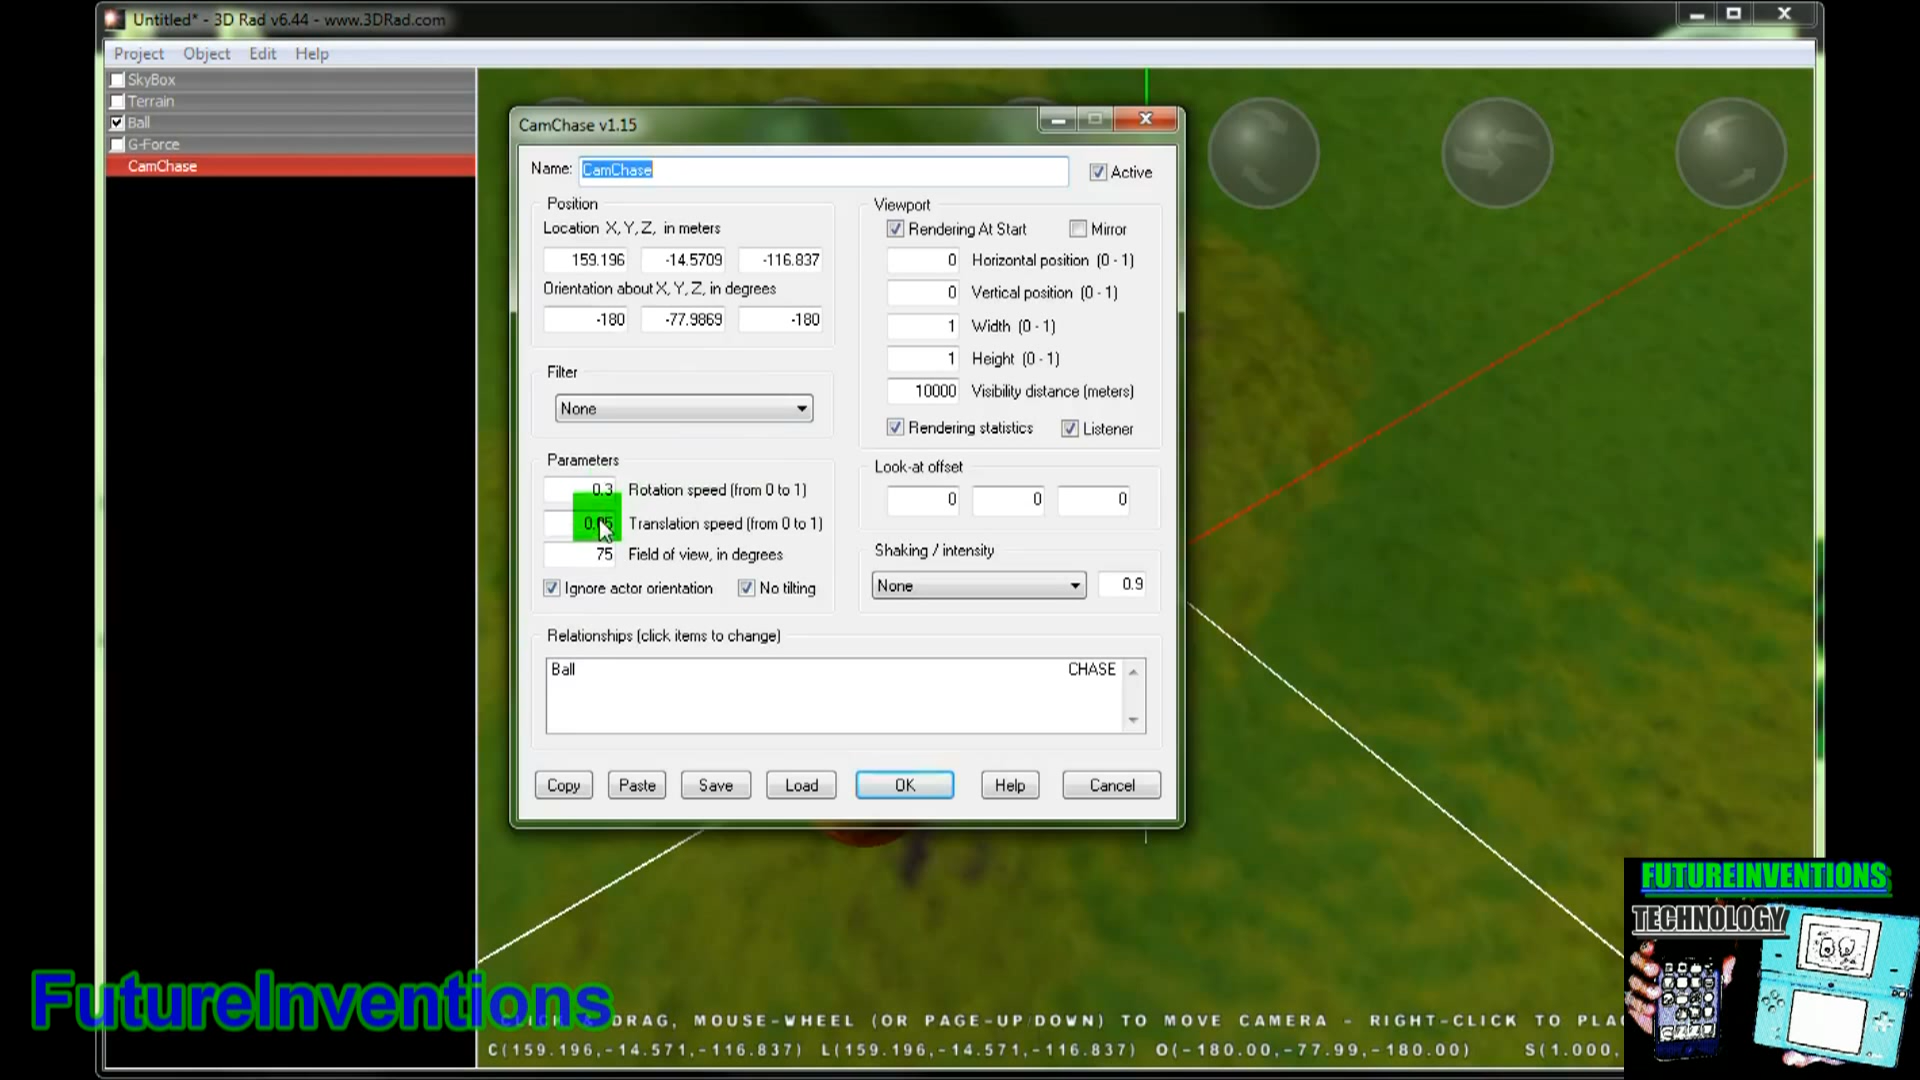 Untitled* - 3D Rad v6.44 - www.3DRad.com
Project Object Edit Help
SkyBox
Terrain
Ball
G-Force
CamChase
CamChase v1.15
Name: CamChase Active
Position
Location X, Y, Z, in meters
159.196 -14.5709 -116.837
Orientation about X, Y, Z, in degrees
-180 -77.9869 -180
Filter
None
Parameters
0.3 Rotation speed (from 0 to 1)
Translation speed (from 0 to 1)
75 Field of view, in degrees
Ignore actor orientation No tilting
Viewport
Rendering At Start Mirror
0 Horizontal position (0 - 1)
0 Vertical position (0 - 1)
1 Width (0 - 1)
1 Height (0 - 1)
10000 Visibility distance (meters)
Rendering statistics Listener
Look-at offset
0 0 0
Shaking / intensity
None 0.9
Relationships (click items to change)
Ball CHASE
Copy Paste Save Load OK Help Cancel
DRAG, MOUSE-WHEEL (OR PAGE-UP/DOWN) TO MOVE CAMERA - RIGHT-CLICK TO
C(159.196,-14.571,-116.837) L(159.196,-14.571,-116.837) O(-180.00,-77.99,-180.00) S(1.000,
FutureInventions
FUTUREINVENTIONS
TECHNOLOGY